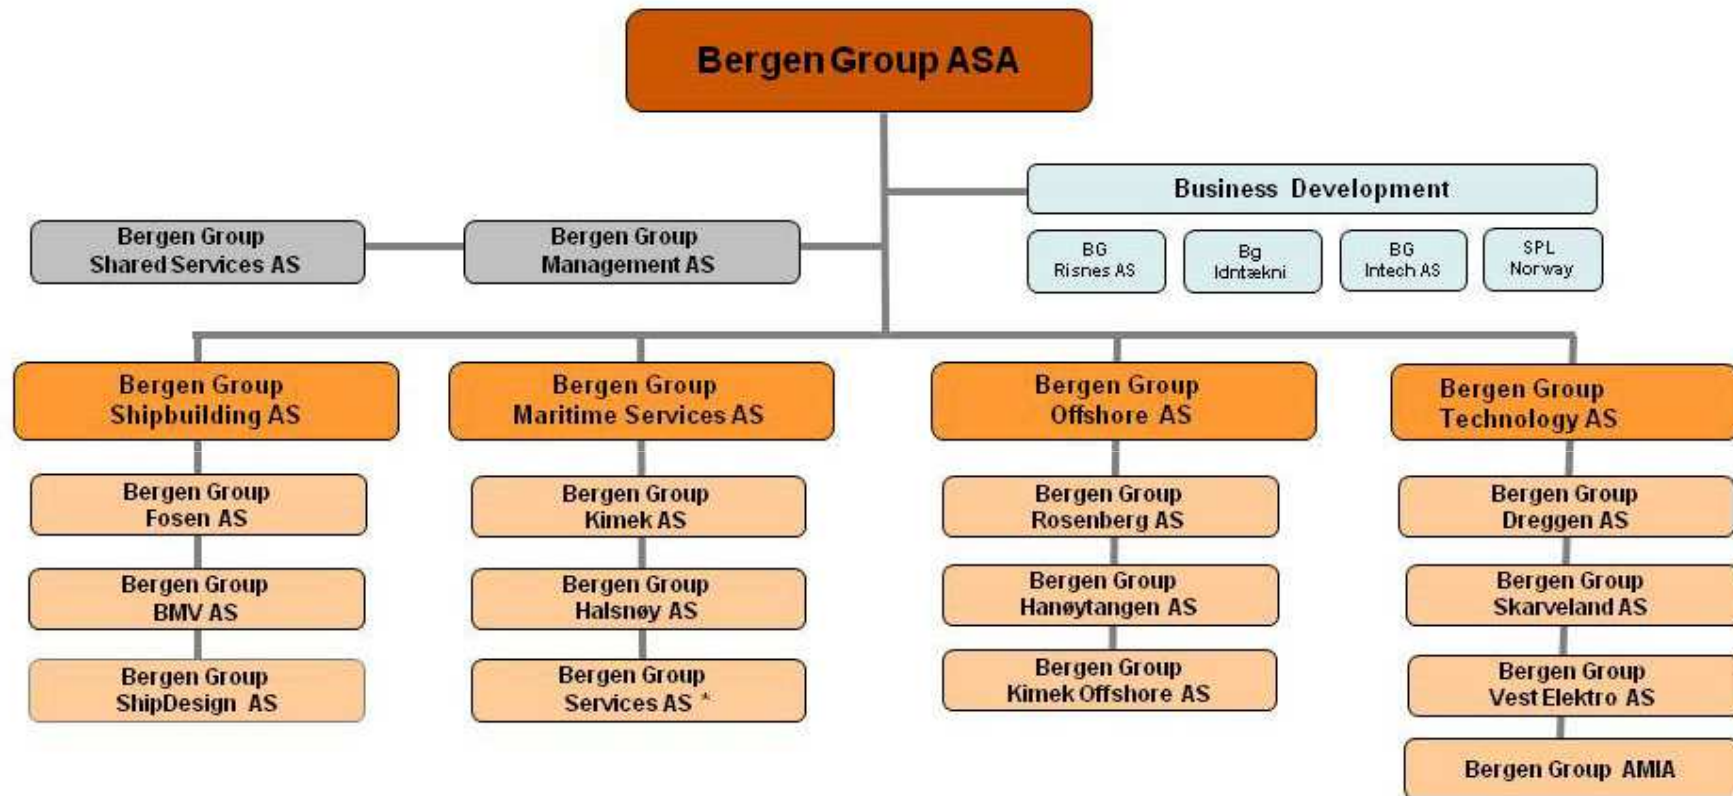 Bergen Group ASA
Business Development
BG
Risnes AS
Bg
Idntækni
BG
Intech AS
SPL
Norway
Bergen Group
Shared Services AS
Bergen Group
Management AS
Bergen Group
Shipbuilding AS
Bergen Group
Maritime Services AS
Bergen Group
Offshore AS
Bergen Group
Technology AS
Bergen Group
Fosen AS
Bergen Group
BMV AS
Bergen Group
ShipDesign AS
Bergen Group
Kimek AS
Bergen Group
Halsnøy AS
Bergen Group
Services AS *
Bergen Group
Rosenberg AS
Bergen Group
Hanøytangen AS
Bergen Group
Kimek Offshore AS
Bergen Group
Dreggen AS
Bergen Group
Skarveland AS
Bergen Group
Vest Elektro AS
Bergen Group AMIA